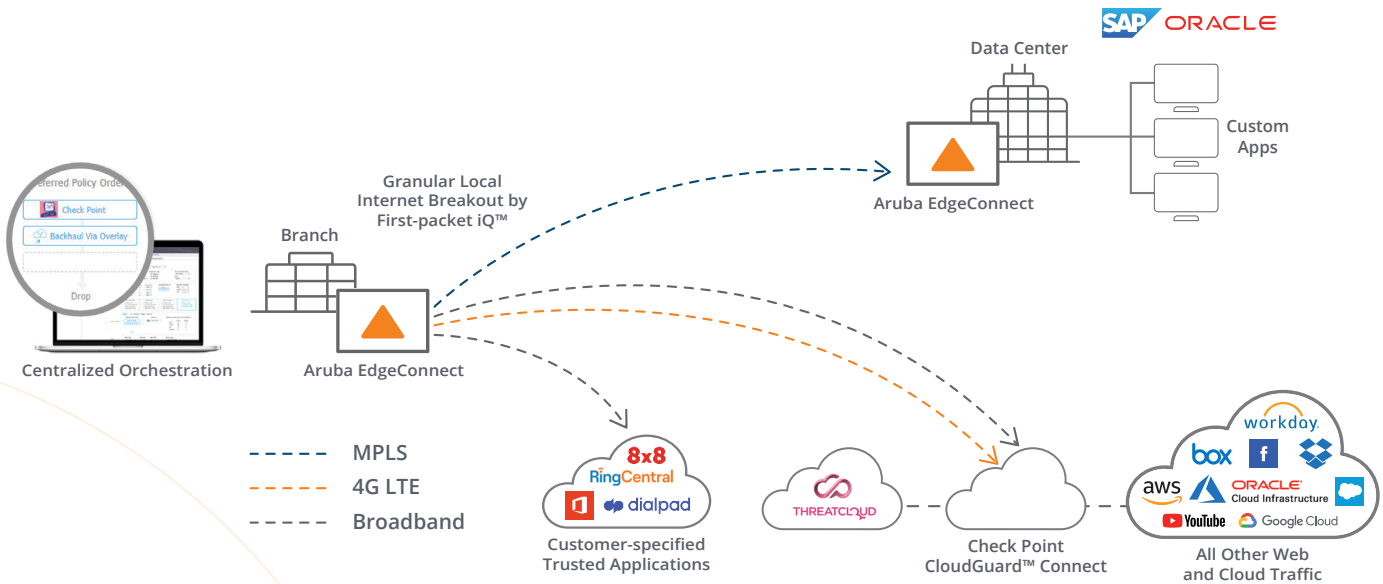 SAP ORACLE
Data Center
Custom
Apps
Aruba EdgeConnect
Granular Local
Internet Breakout by
First-packet iQ™
Branch
Aruba EdgeConnect
eferred Policy Orde
Check Point
Backhaul Via Overlay
Drop
Centralized Orchestration
MPLS
4G LTE
Broadband
8x8
RingCentral
dialpad
Customer-specified
Trusted Applications
THREATCLOUD
Check Point
CloudGuard™ Connect
workday.
box
f
aws
ORACLE®
Cloud Infrastructure
YouTube
Google Cloud
All Other Web
and Cloud Traffic